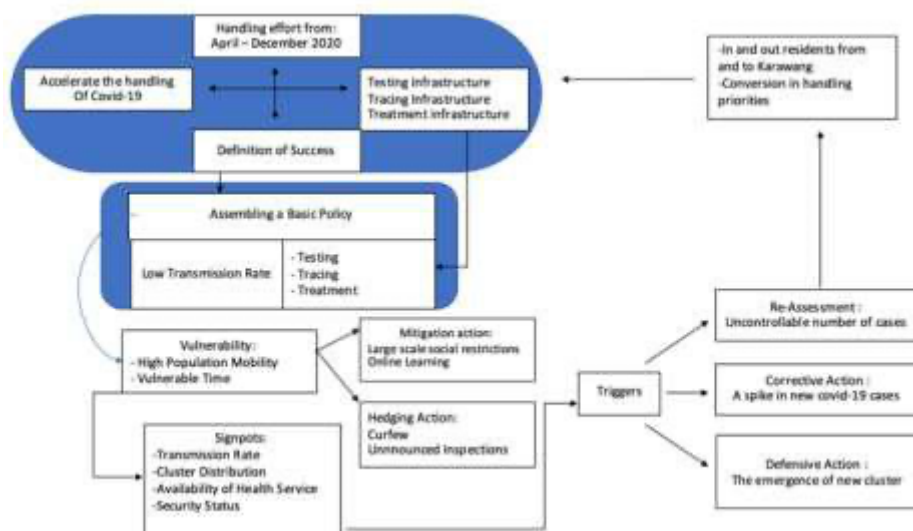 Handling effort from:
April – December 2020
Accelerate the handling
Of Covid-19
Testing infrastructure
Tracing Infrastructure
Treatment infrastructure
Definition of Success
Assembling a Basic Policy
Low Transmission Rate
- Testing
- Tracing
- Treatment
Vulnerability:
- High Population Mobility
- Vulnerable Time
Mitigation action:
Large scale social restrictions
Online Learning
Hedging Action:
Curfew
Unnnounced Inspections
Signpots:
-Transmission Rate
-Cluster Distribution
-Availability of Health Service
-Security Status
Triggers
-In and out residents from
and to Karawang
-Conversion in handling
priorities
Re-Assessment :
Uncontrollable number of cases
Corrective Action :
A spike in new covid-19 cases
Defensive Action :
The emergence of new cluster